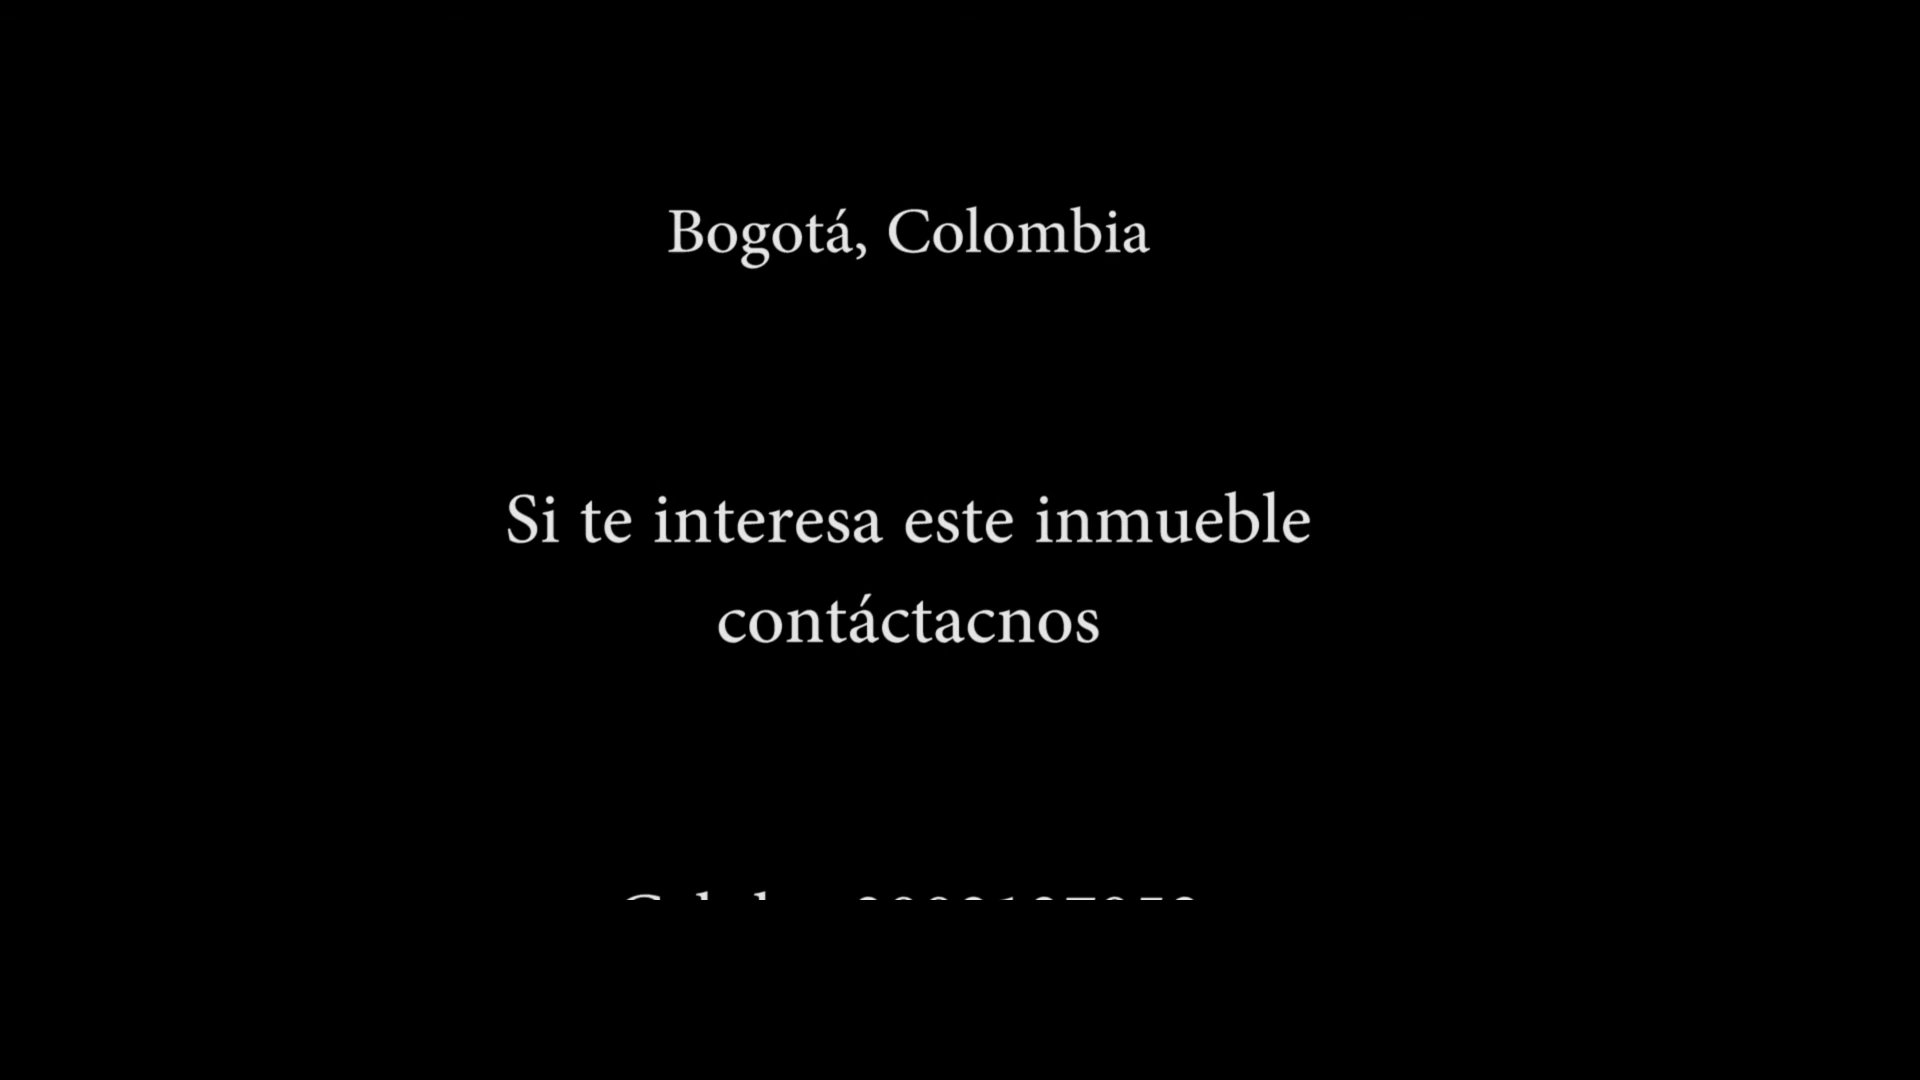 Bogotá, Colombia
Si te interesa este inmueble
contáctacnos